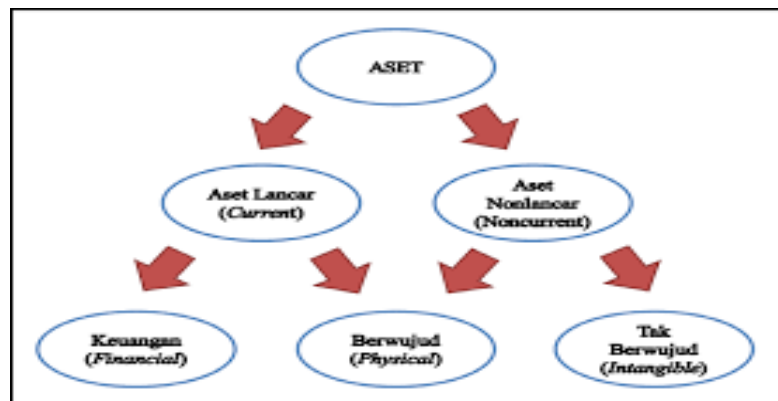 ASET
Aset Lancar
(Current)
Aset
Nonlancar
(Noncurrent)
Keuangan
(Financial)
Berwujud
(Physical)
Tak
Berwujud
(Intangible)